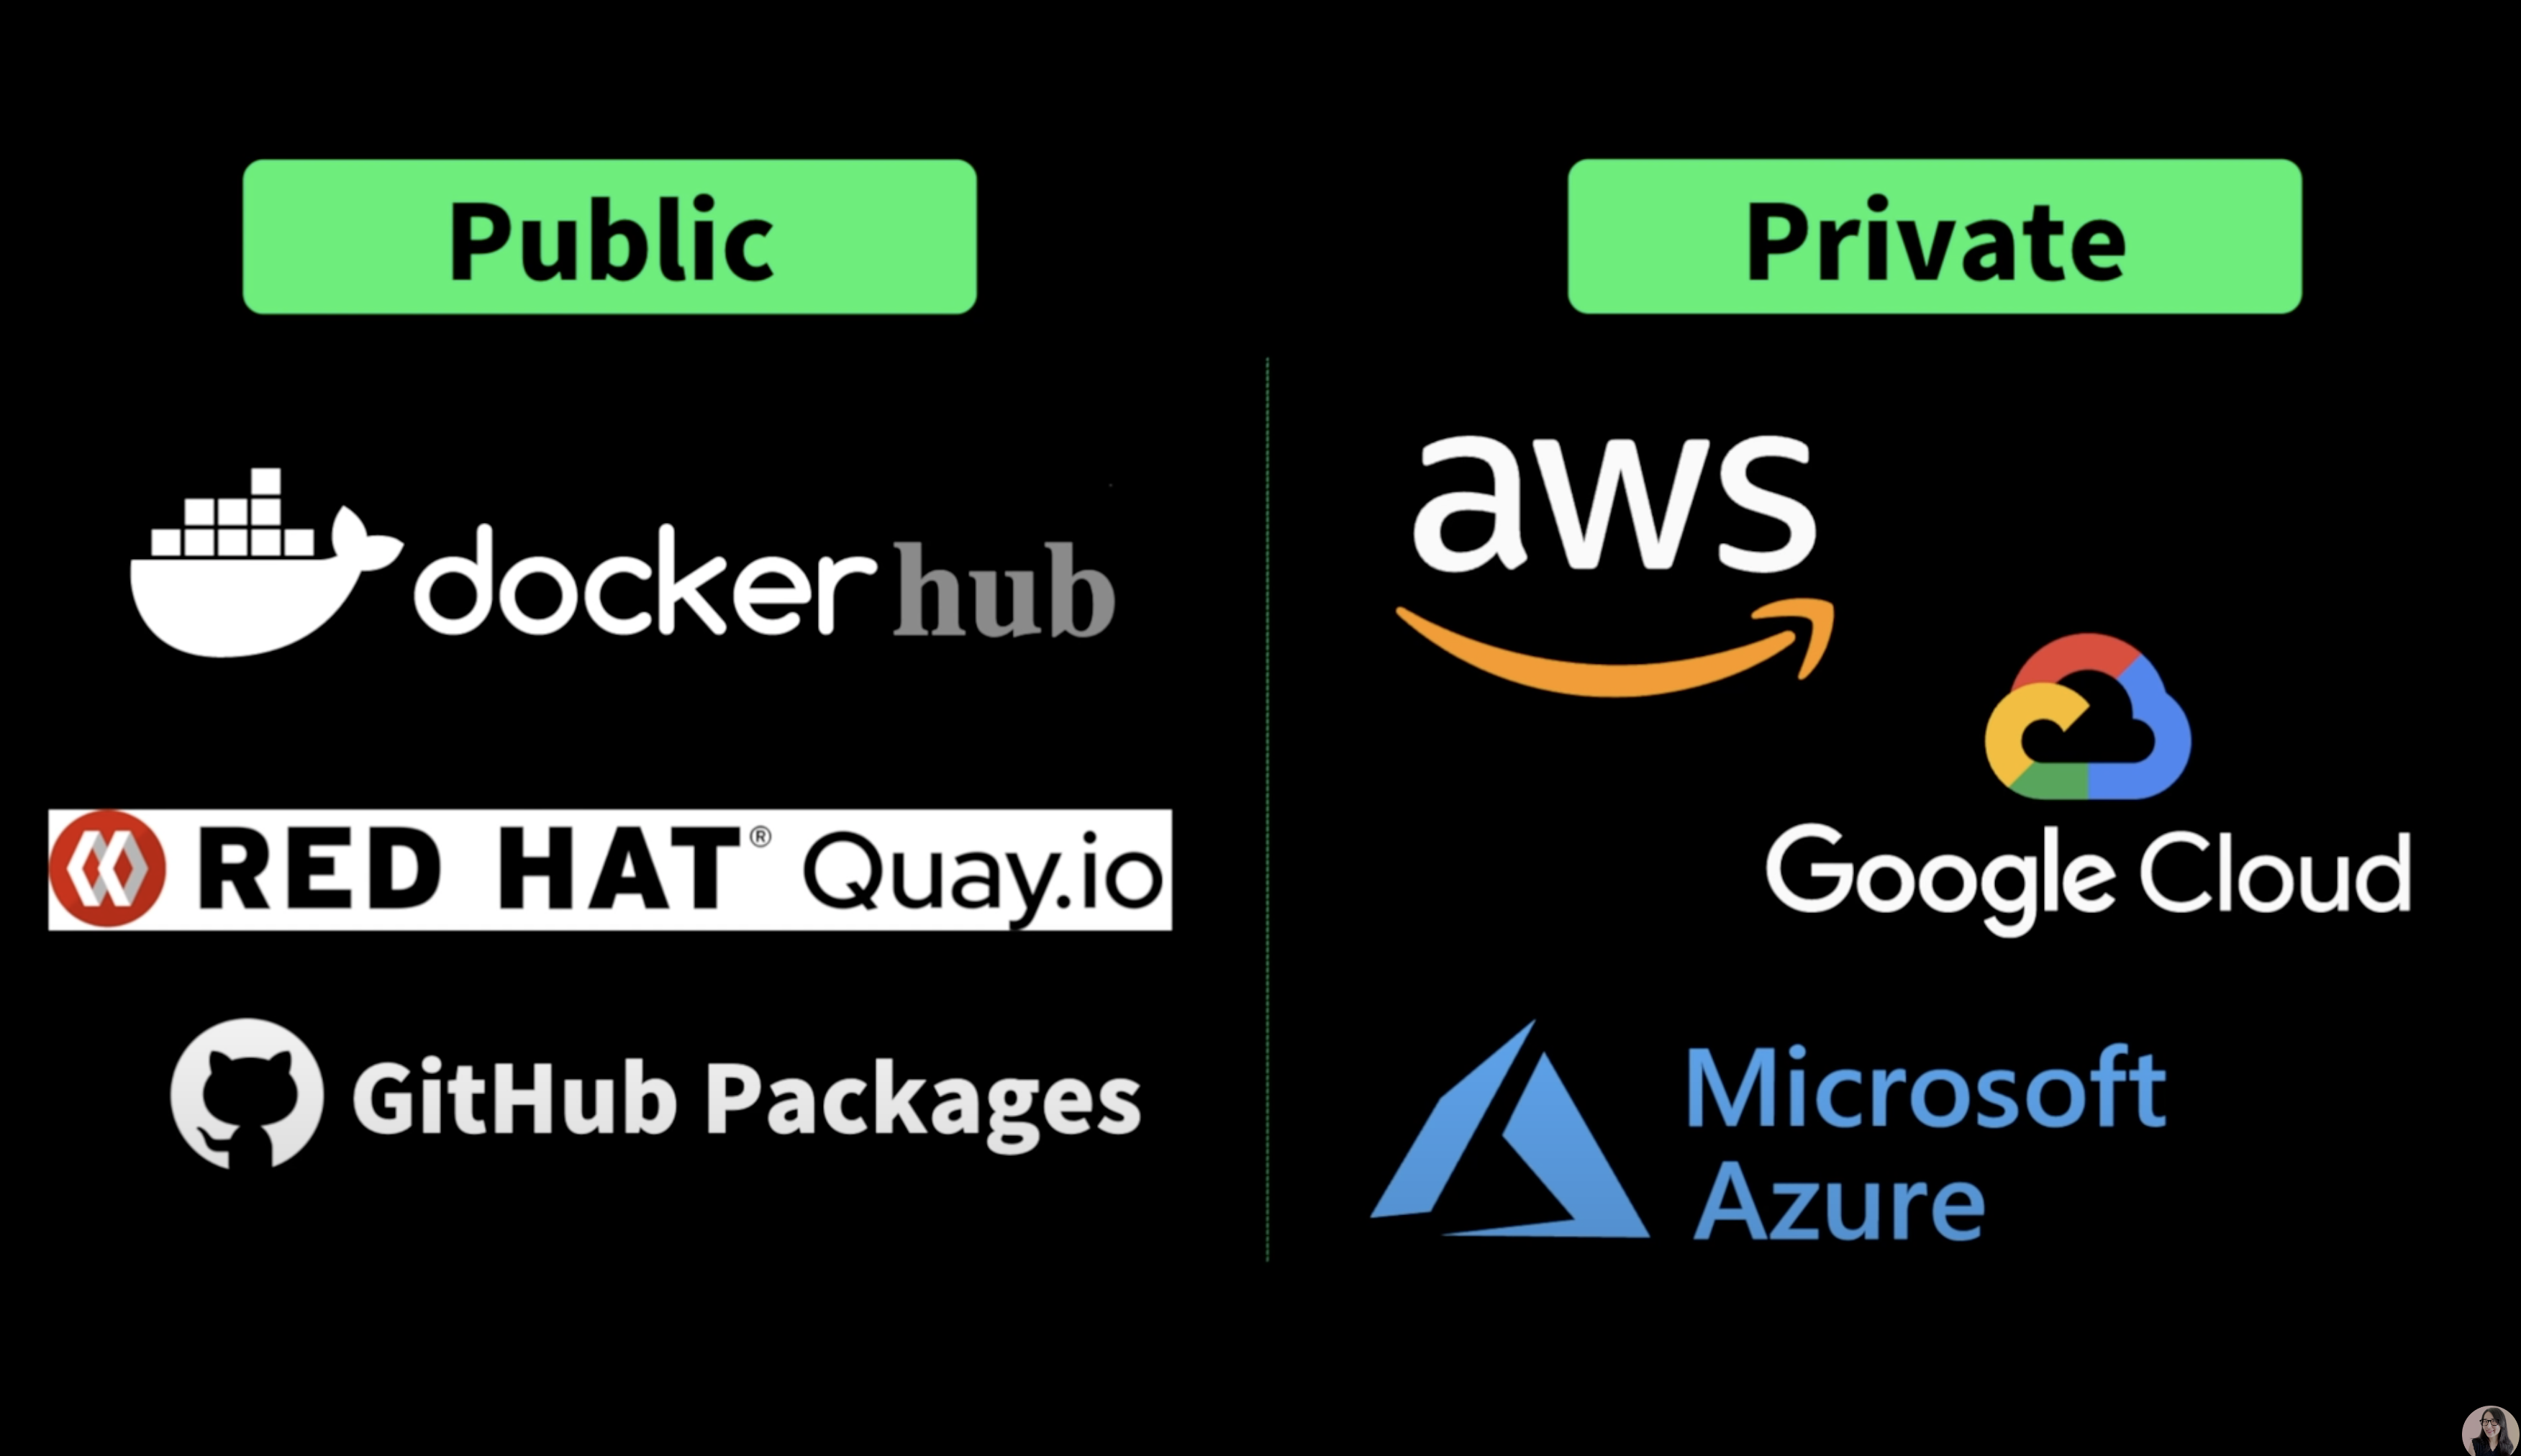 Public
docker hub
RED HAT® Quay.io
GitHub Packages
Private
aws
Google Cloud
Microsoft
Azure